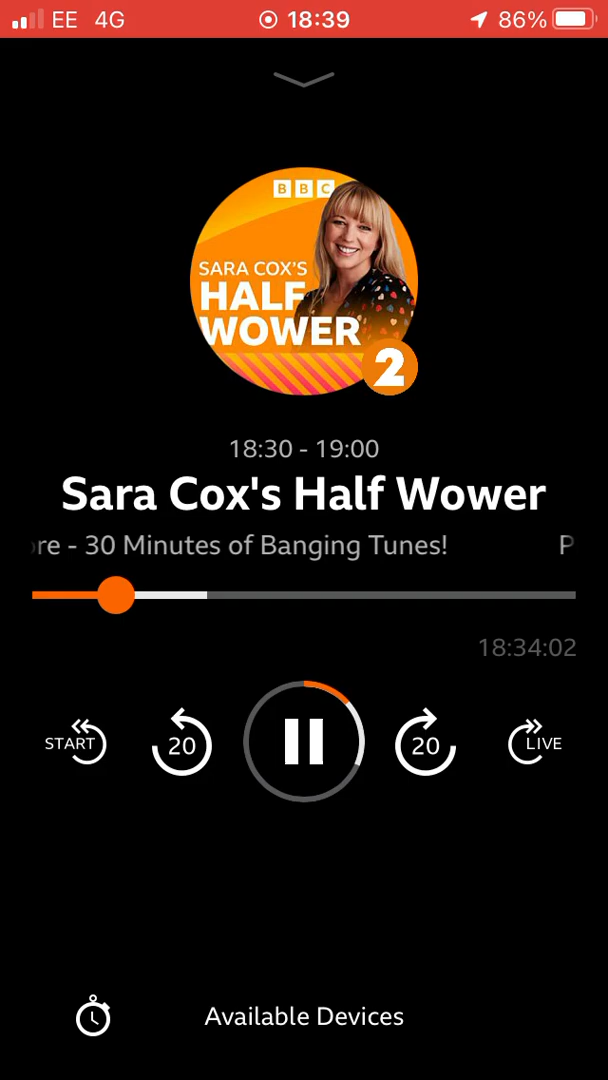 EE 4G 18:39 86%
BBC
SARA COX'S
HALF
WOWER
2
18:30 - 19:00
Sara Cox's Half Wower
re - 30 Minutes of Banging Tunes! P
18:34:02
START 20 20 LIVE
Available Devices